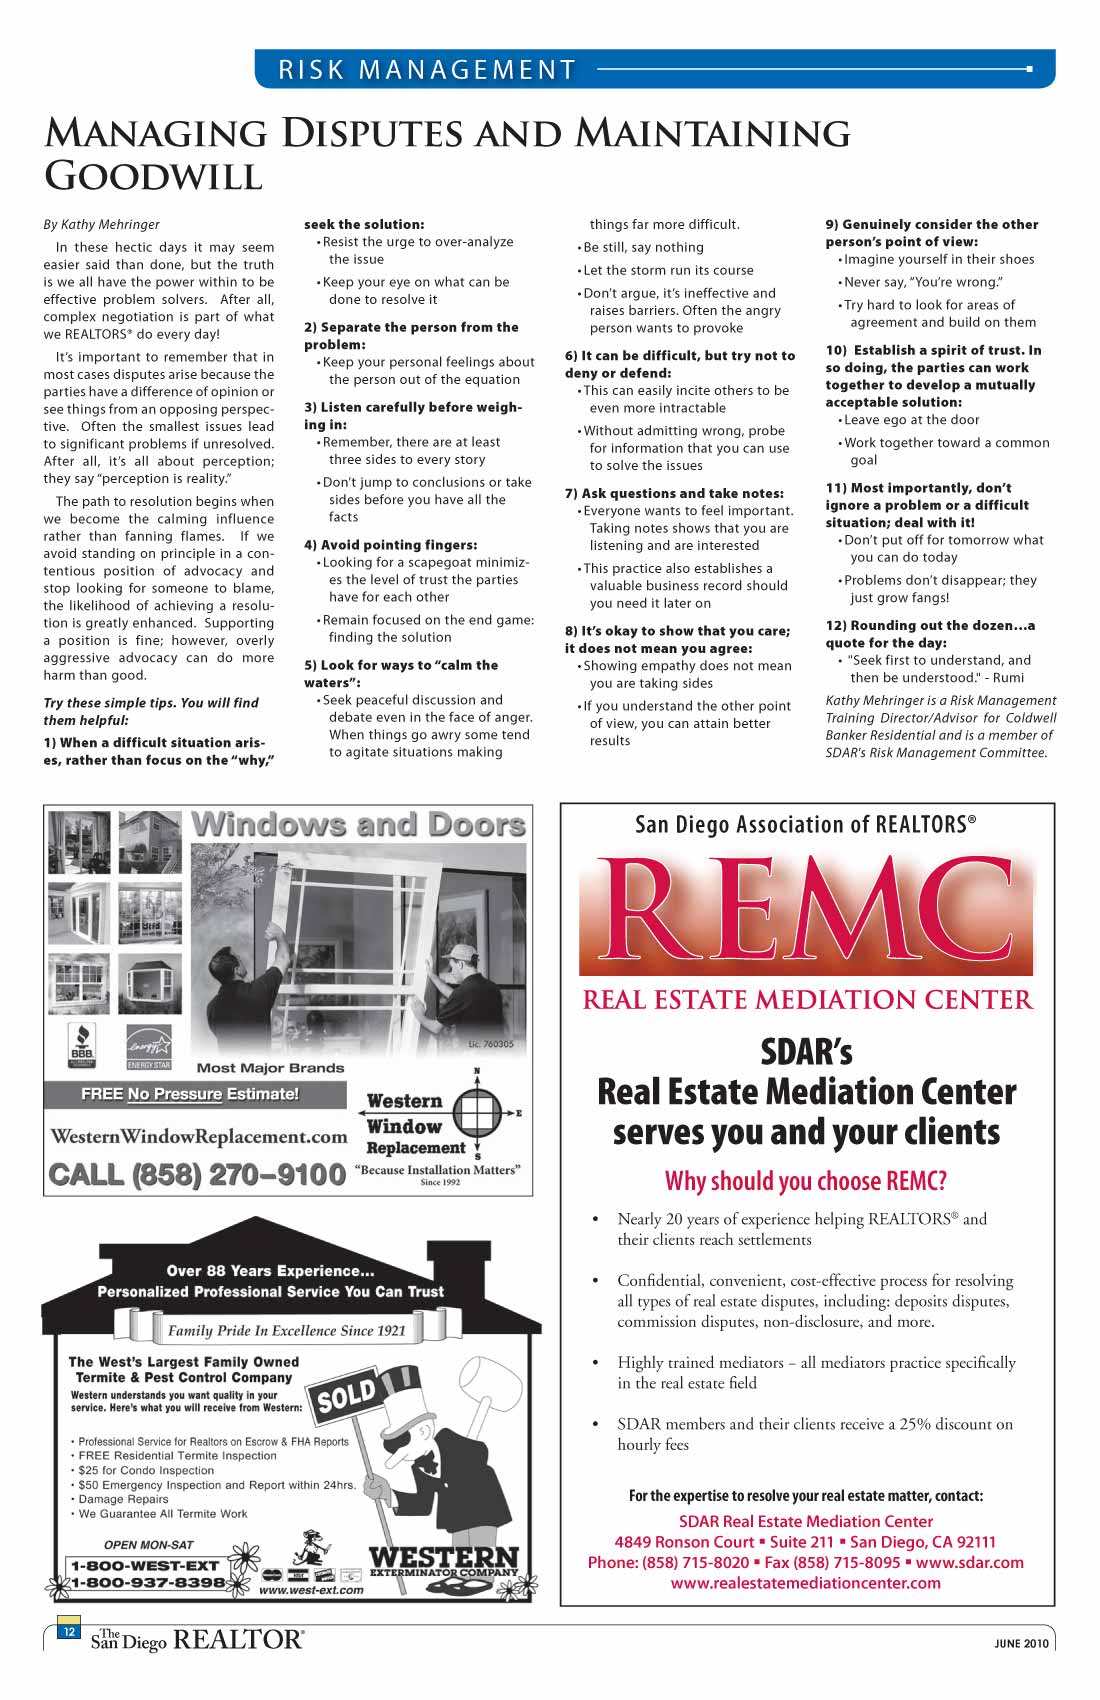 RISK MANAGEMENT
Managing Disputes and Maintaining
Goodwill
By Kathy Mehringer
In these hectic days it may seem
easier said than done, but the truth
is we all have the power within to be
effective problem solvers. After all,
complex negotiation is part of what
we REALTORS® do every day!
It's important to remember that in
most cases disputes arise because the
parties have a difference of opinion or
see things from an opposing perspec-
tive. Often the smallest issues lead
to significant problems if unresolved.
After all, it's all about perception;
they say "perception is reality."
The path to resolution begins when
we become the calming influence
rather than fanning flames. If we
avoid standing on principle in a con-
tentious position of advocacy and
stop looking for someone to blame,
the likelihood of achieving a resolu-
tion is greatly enhanced. Supporting
a position is fine; however, overly
aggressive advocacy can do more
harm than good.
Try these simple tips. You will find
them helpful:
1) When a difficult situation aris-
es, rather than focus on the "why,"
seek the solution:
• Resist the urge to over-analyze
the issue
• Keep your eye on what can be
done to resolve it
2) Separate the person from the
problem:
• Keep your personal feelings about
the person out of the equation
3) Listen carefully before weigh-
ing in:
• Remember, there are at least
three sides to every story
• Don't jump to conclusions or take
sides before you have all the
facts
4) Avoid pointing fingers:
• Looking for a scapegoat minimiz-
es the level of trust the parties
have for each other
• Remain focused on the end game:
finding the solution
5) Look for ways to "calm the
waters":
• Seek peaceful discussion and
debate even in the face of anger.
When things go awry some tend
to agitate situations making
things far more difficult.
• Be still, say nothing
• Let the storm run its course
• Don't argue, it's ineffective and
raises barriers. Often the angry
person wants to provoke
6) It can be difficult, but try not to
deny or defend:
• This can easily incite others to be
even more intractable
• Without admitting wrong, probe
for information that you can use
to solve the issues
7) Ask questions and take notes:
• Everyone wants to feel important.
Taking notes shows that you are
listening and are interested
• This practice also establishes a
valuable business record should
you need it later on
8) It's okay to show that you care;
it does not mean you agree:
• Showing empathy does not mean
you are taking sides
• If you understand the other point
of view, you can attain better
results
9) Genuinely consider the other
person's point of view:
• Imagine yourself in their shoes
• Never say, "You're wrong."
• Try hard to look for areas of
agreement and build on them
10) Establish a spirit of trust. In
so doing, the parties can work
together to develop a mutually
acceptable solution:
• Leave ego at the door
• Work together toward a common
goal
11) Most importantly, don't
ignore a problem or a difficult
situation; deal with it!
• Don't put off for tomorrow what
you can do today
• Problems don't disappear; they
just grow fangs!
12) Rounding out the dozen…a
quote for the day:
• "Seek first to understand, and
then be understood." - Rumi
Kathy Mehringer is a Risk Management
Training Director/Advisor for Coldwell
Banker Residential and is a member of
SDAR's Risk Management Committee.
Windows and Doors
Lic. 760305
BBB
energy
ENERGY STAR
Most Major Brands
FREE No Pressure Estimate!
WesternWindowReplacement.com
CALL (858) 270-9100
N
E
S
Western
Window
Replacement
"Because Installation Matters"
Since 1992
Over 88 Years Experience...
Personalized Professional Service You Can Trust
Family Pride In Excellence Since 1921
The West's Largest Family Owned
Termite & Pest Control Company
Western understands you want quality in your
service. Here's what you will receive from Western:
SOLD
• Professional Service for Realtors on Escrow & FHA Reports
• FREE Residential Termite Inspection
• $25 for Condo Inspection
• $50 Emergency Inspection and Report within 24hrs.
• Damage Repairs
• We Guarantee All Termite Work
OPEN MON-SAT
1-800-WEST-EXT
1-800-937-8398
www.west-ext.com
WESTERN
EXTERMINATOR COMPANY
San Diego Association of REALTORS®
REMC
REAL ESTATE MEDIATION CENTER
SDAR's
Real Estate Mediation Center
serves you and your clients
Why should you choose REMC?
• Nearly 20 years of experience helping REALTORS® and
their clients reach settlements
• Confidential, convenient, cost-effective process for resolving
all types of real estate disputes, including: deposits disputes,
commission disputes, non-disclosure, and more.
• Highly trained mediators – all mediators practice specifically
in the real estate field
• SDAR members and their clients receive a 25% discount on
hourly fees
For the expertise to resolve your real estate matter, contact:
SDAR Real Estate Mediation Center
4849 Ronson Court ▪ Suite 211 ▪ San Diego, CA 92111
Phone: (858) 715-8020 ▪ Fax (858) 715-8095 ▪ www.sdar.com
www.realestatemediationcenter.com
12
The San Diego REALTOR®
JUNE 2010